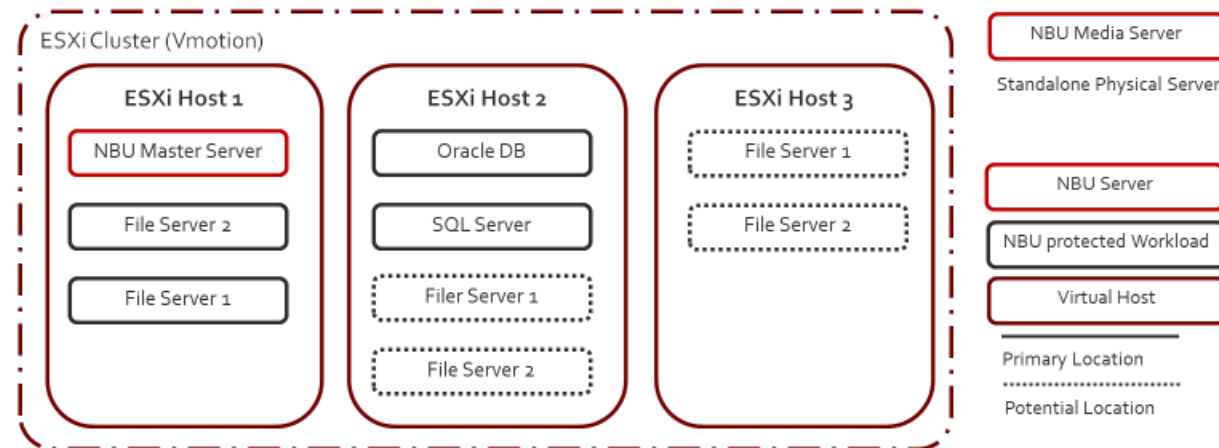 ESXi Cluster (Vmotion)
ESXi Host 1
NBU Master Server
File Server 2
File Server 1
ESXi Host 2
Oracle DB
SQL Server
Filer Server 1
File Server 2
ESXi Host 3
File Server 1
File Server 2
NBU Media Server
Standalone Physical Server
NBU Server
NBU protected Workload
Virtual Host
Primary Location
Potential Location